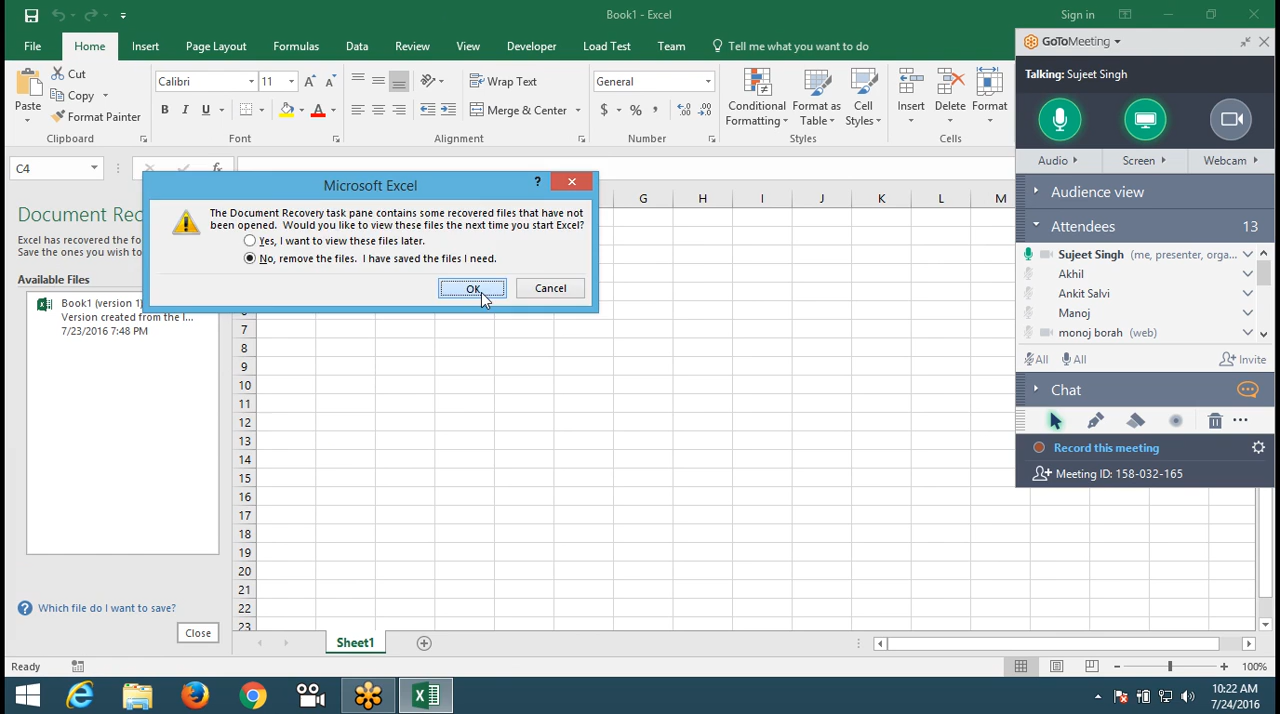 Book1 - Excel
Sign in
File
Home
Insert
Page Layout
Formulas
Data
Review
View
Developer
Load Test
Team
Tell me what you want to do
Paste
Cut
Copy
Format Painter
Clipboard
Calibri
11
B I U
Font
Wrap Text
Merge & Center
Alignment
General
$ % ,
Number
Conditional
Formatting
Format as
Table
Cell
Styles
Styles
Insert
Delete
Format
Cells
C4
fx
G H I J K L M
Document Reco
Excel has recovered the fo
Save the ones you wish to
Available Files
Book1 (version 1)
Version created from the l...
7/23/2016 7:48 PM
Which file do I want to save?
Close
Microsoft Excel
?
The Document Recovery task pane contains some recovered files that have not
been opened. Would you like to view these files the next time you start Excel?
Yes, I want to view these files later.
No, remove the files. I have saved the files I need.
OK
Cancel
7
8
9
10
11
12
13
14
15
16
17
18
19
20
21
22
23
Sheet1
Ready
100%
GoToMeeting
Talking: Sujeet Singh
Audio
Screen
Webcam
Audience view
Attendees 13
Sujeet Singh (me, presenter, orga...
Akhil
Ankit Salvi
Manoj
monoj borah (web)
All
All
Invite
Chat
Record this meeting
Meeting ID: 158-032-165
10:22 AM
7/24/2016